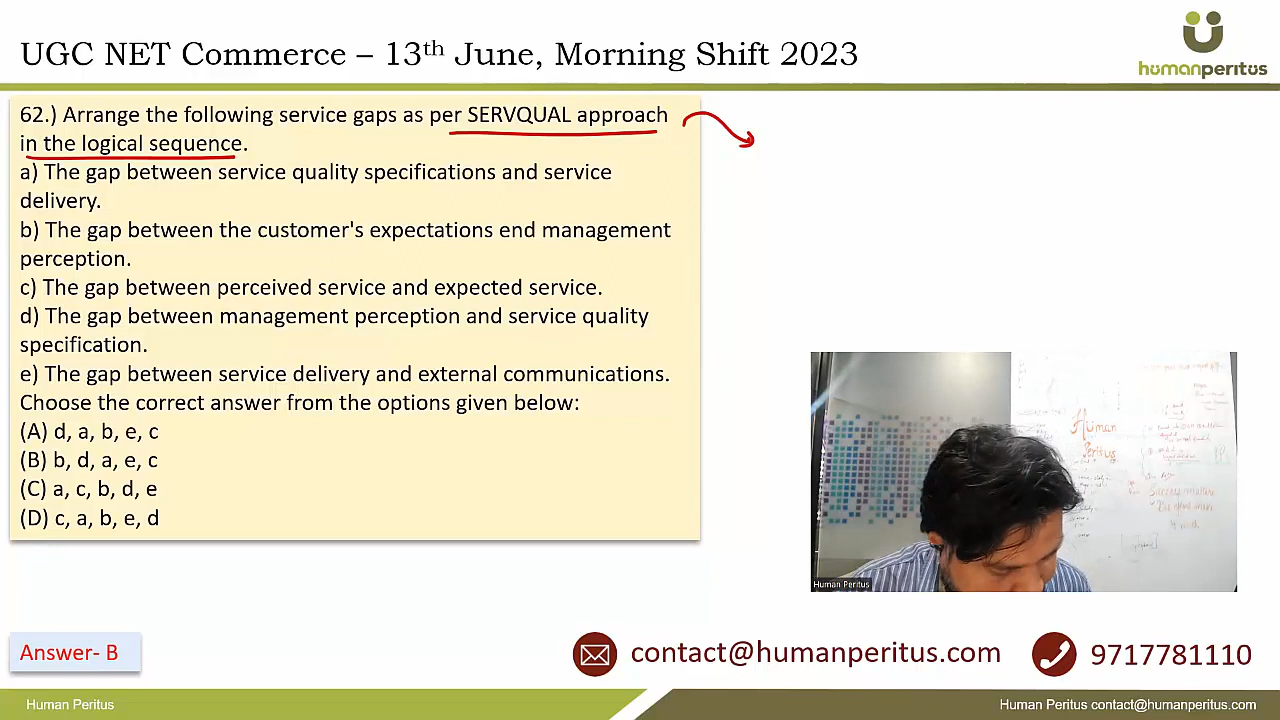 UGC NET Commerce – 13th June, Morning Shift 2023
humanperitus
62.) Arrange the following service gaps as per SERVQUAL approach
in the logical sequence.
a) The gap between service quality specifications and service
delivery.
b) The gap between the customer's expectations end management
perception.
c) The gap between perceived service and expected service.
d) The gap between management perception and service quality
specification.
e) The gap between service delivery and external communications.
Choose the correct answer from the options given below:
(A) d, a, b, e, c
(B) b, d, a, e, c
(C) a, c, b, d, e
(D) c, a, b, e, d
Human
Peritus
Human Peritus
Answer- B
contact@humanperitus.com
9717781110
Human Peritus
Human Peritus contact@humanperitus.com